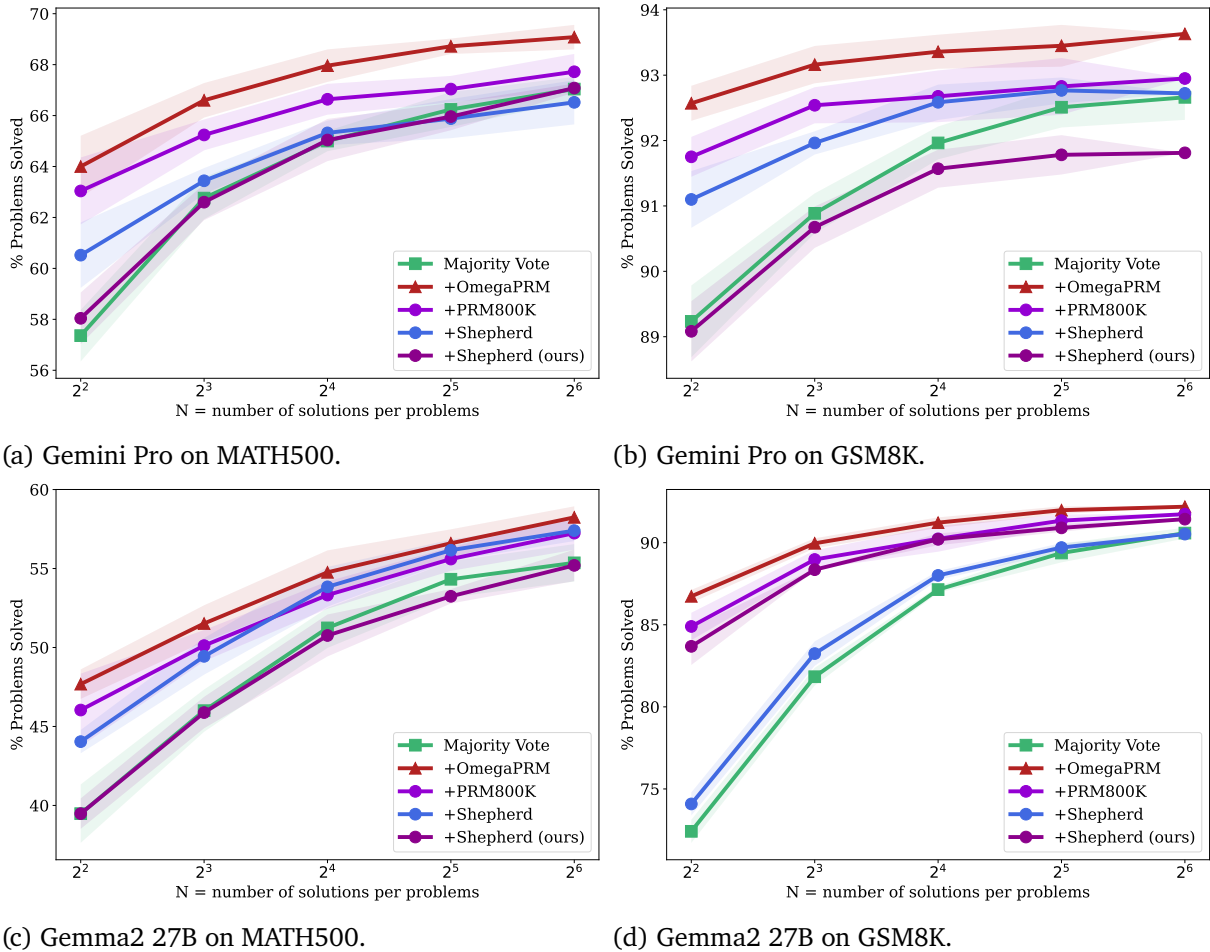 70
68
66
64
62
60
58
56
% Problems Solved
Majority Vote
+OmegaPRM
+PRM800K
+Shepherd
+Shepherd (ours)
2^2 2^3 2^4 2^5 2^6
N = number of solutions per problems
(a) Gemini Pro on MATH500.
94
93
92
91
90
89
% Problems Solved
Majority Vote
+OmegaPRM
+PRM800K
+Shepherd
+Shepherd (ours)
2^2 2^3 2^4 2^5 2^6
N = number of solutions per problems
(b) Gemini Pro on GSM8K.
60
55
50
45
40
% Problems Solved
Majority Vote
+OmegaPRM
+PRM800K
+Shepherd
+Shepherd (ours)
2^2 2^3 2^4 2^5 2^6
N = number of solutions per problems
(c) Gemma2 27B on MATH500.
90
85
80
75
% Problems Solved
Majority Vote
+OmegaPRM
+PRM800K
+Shepherd
+Shepherd (ours)
2^2 2^3 2^4 2^5 2^6
N = number of solutions per problems
(d) Gemma2 27B on GSM8K.